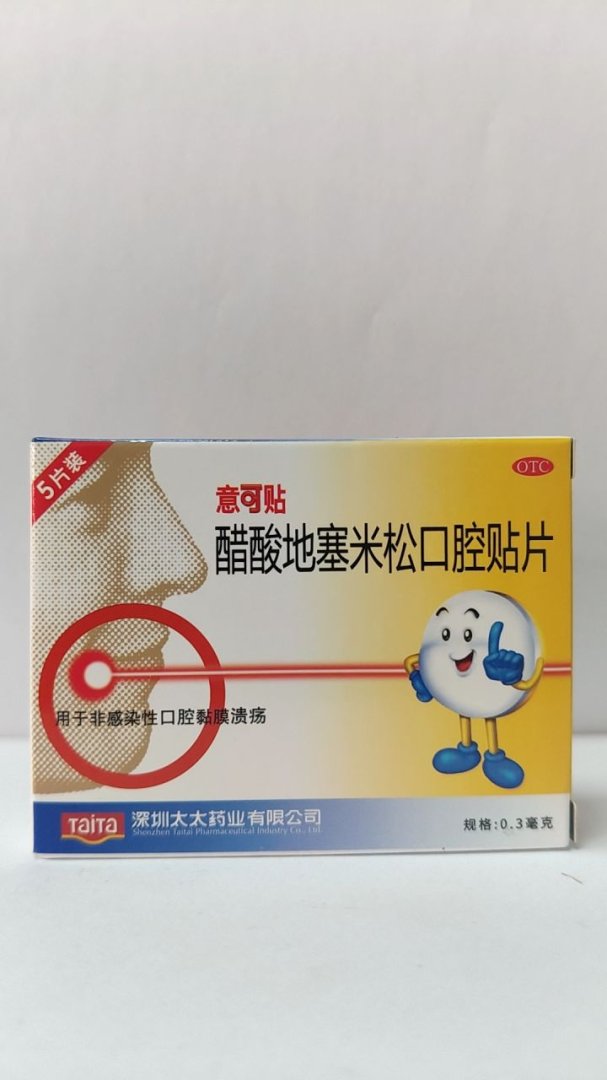 5片装
OTC
意可贴
醋酸地塞米松口腔贴片
用于非感染性口腔黏膜溃疡
Taita
深圳太太药业有限公司
Shenzhen Taitai Pharmaceutical Industry Co., Ltd.
规格:0.3毫克